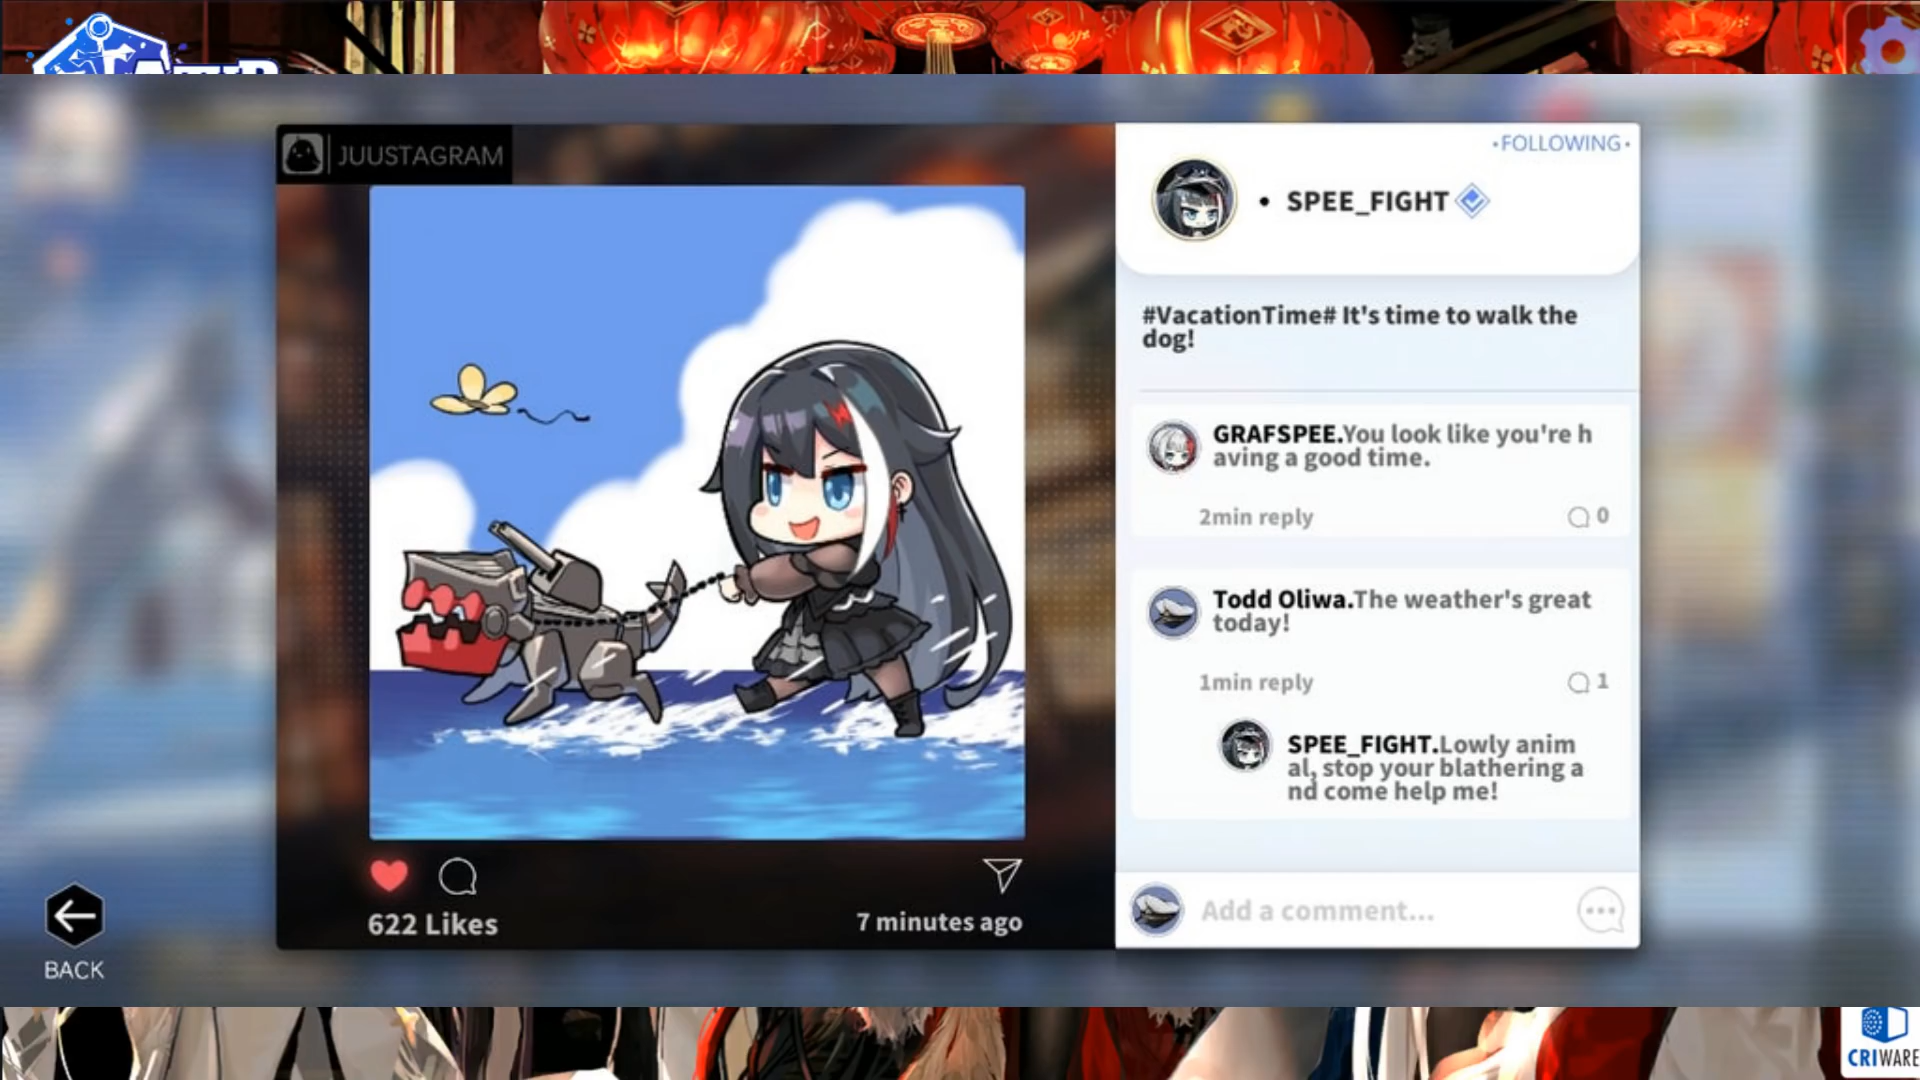 JUUSTAGRAM
•FOLLOWING•
• SPEE_FIGHT
#VacationTime# It's time to walk the
dog!
GRAFSPEE.You look like you're h
aving a good time.
2min reply
0
Todd Oliwa.The weather's great
today!
1min reply
1
SPEE_FIGHT.Lowly anim
al, stop your blathering a
nd come help me!
622 Likes
7 minutes ago
Add a comment...
BACK
CRIWARE